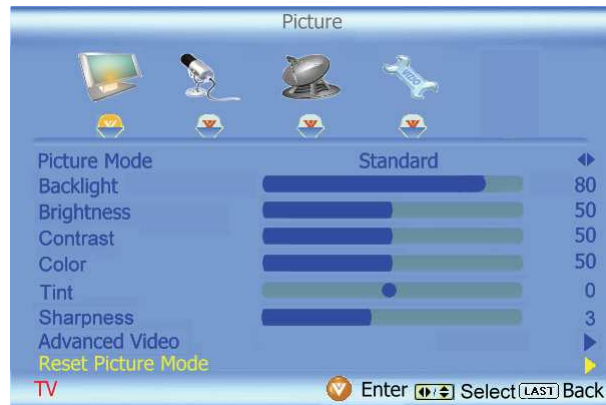 Picture
Picture Mode Standard
Backlight 80
Brightness 50
Contrast 50
Color 50
Tint 0
Sharpness 3
Advanced Video
Reset Picture Mode
TV Enter Select LAST Back